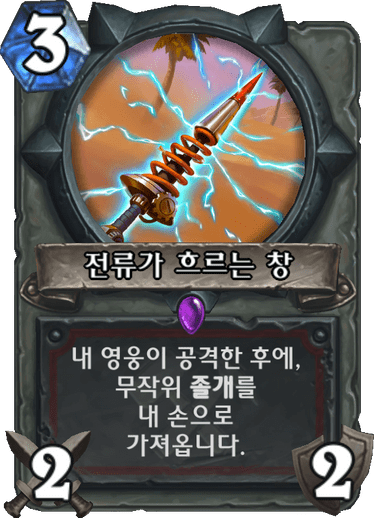 3
전류가 흐르는 창
내 영웅이 공격한 후에,
무작위 졸개를
내 손으로
가져옵니다.
2
2